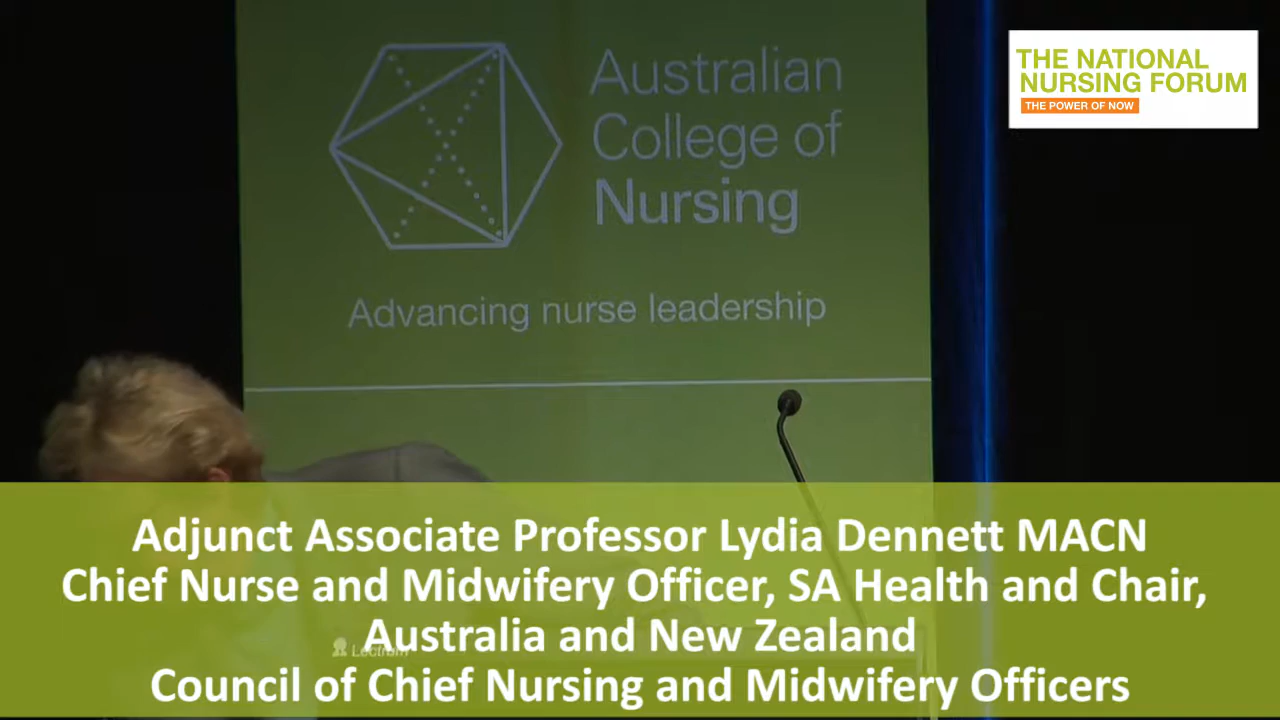 THE NATIONAL
NURSING FORUM
THE POWER OF NOW
Australian
College of
Nursing
Advancing nurse leadership
Adjunct Associate Professor Lydia Dennett MACN
Chief Nurse and Midwifery Officer, SA Health and Chair,
Australia and New Zealand
Council of Chief Nursing and Midwifery Officers